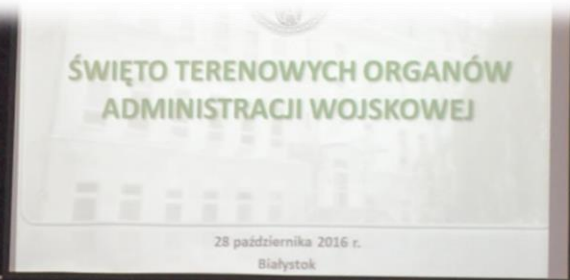 ŚWIĘTO TERENOWYCH ORGANÓW
ADMINISTRACJI WOJSKOWEJ
28 października 2016 r.
Białystok